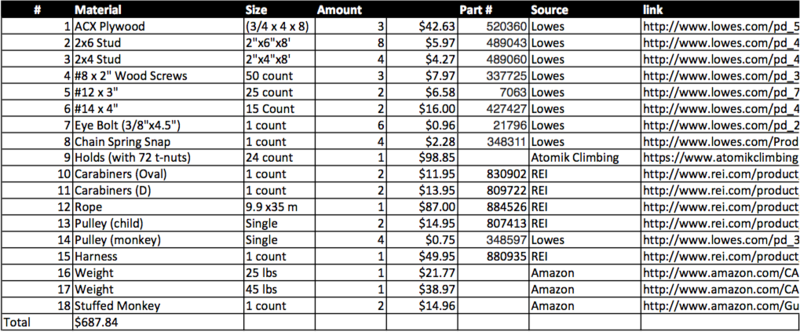 # Material Size Amount Part # Source link
1 ACX Plywood (3/4 x 4 x 8) 3 $42.63 520360 Lowes http://www.lowes.com/pd_5
2 2x6 Stud 2"x6"x8' 8 $5.97 489043 Lowes http://www.lowes.com/pd_4
3 2x4 Stud 2"x4"x8' 4 $4.27 489060 Lowes http://www.lowes.com/pd_4
4 #8 x 2" Wood Screws 50 count 3 $7.97 337725 Lowes http://www.lowes.com/pd_3
5 #12 x 3" 25 count 2 $6.58 7063 Lowes http://www.lowes.com/pd_7
6 #14 x 4" 15 Count 2 $16.00 427427 Lowes http://www.lowes.com/pd_4
7 Eye Bolt (3/8"x4.5") 1 count 6 $0.96 21796 Lowes http://www.lowes.com/pd_2
8 Chain Spring Snap 1 count 4 $2.28 348311 Lowes http://www.lowes.com/Prod
9 Holds (with 72 t-nuts) 24 count 1 $98.85 Atomik Climbing https://www.atomikclimbing
10 Carabiners (Oval) 1 count 2 $11.95 830902 REI http://www.rei.com/product
11 Carabiners (D) 1 count 2 $13.95 809722 REI http://www.rei.com/product
12 Rope 9.9 x35 m 1 $87.00 884526 REI http://www.rei.com/product
13 Pulley (child) Single 2 $14.95 807413 REI http://www.rei.com/product
14 Pulley (monkey) Single 4 $0.75 348597 Lowes http://www.lowes.com/pd_3
15 Harness 1 count 1 $49.95 880935 REI http://www.rei.com/product
16 Weight 25 lbs 1 $21.77 Amazon http://www.amazon.com/CA
17 Weight 45 lbs 1 $38.97 Amazon http://www.amazon.com/CA
18 Stuffed Monkey 1 count 2 $14.96 Amazon http://www.amazon.com/Gu
Total $687.84